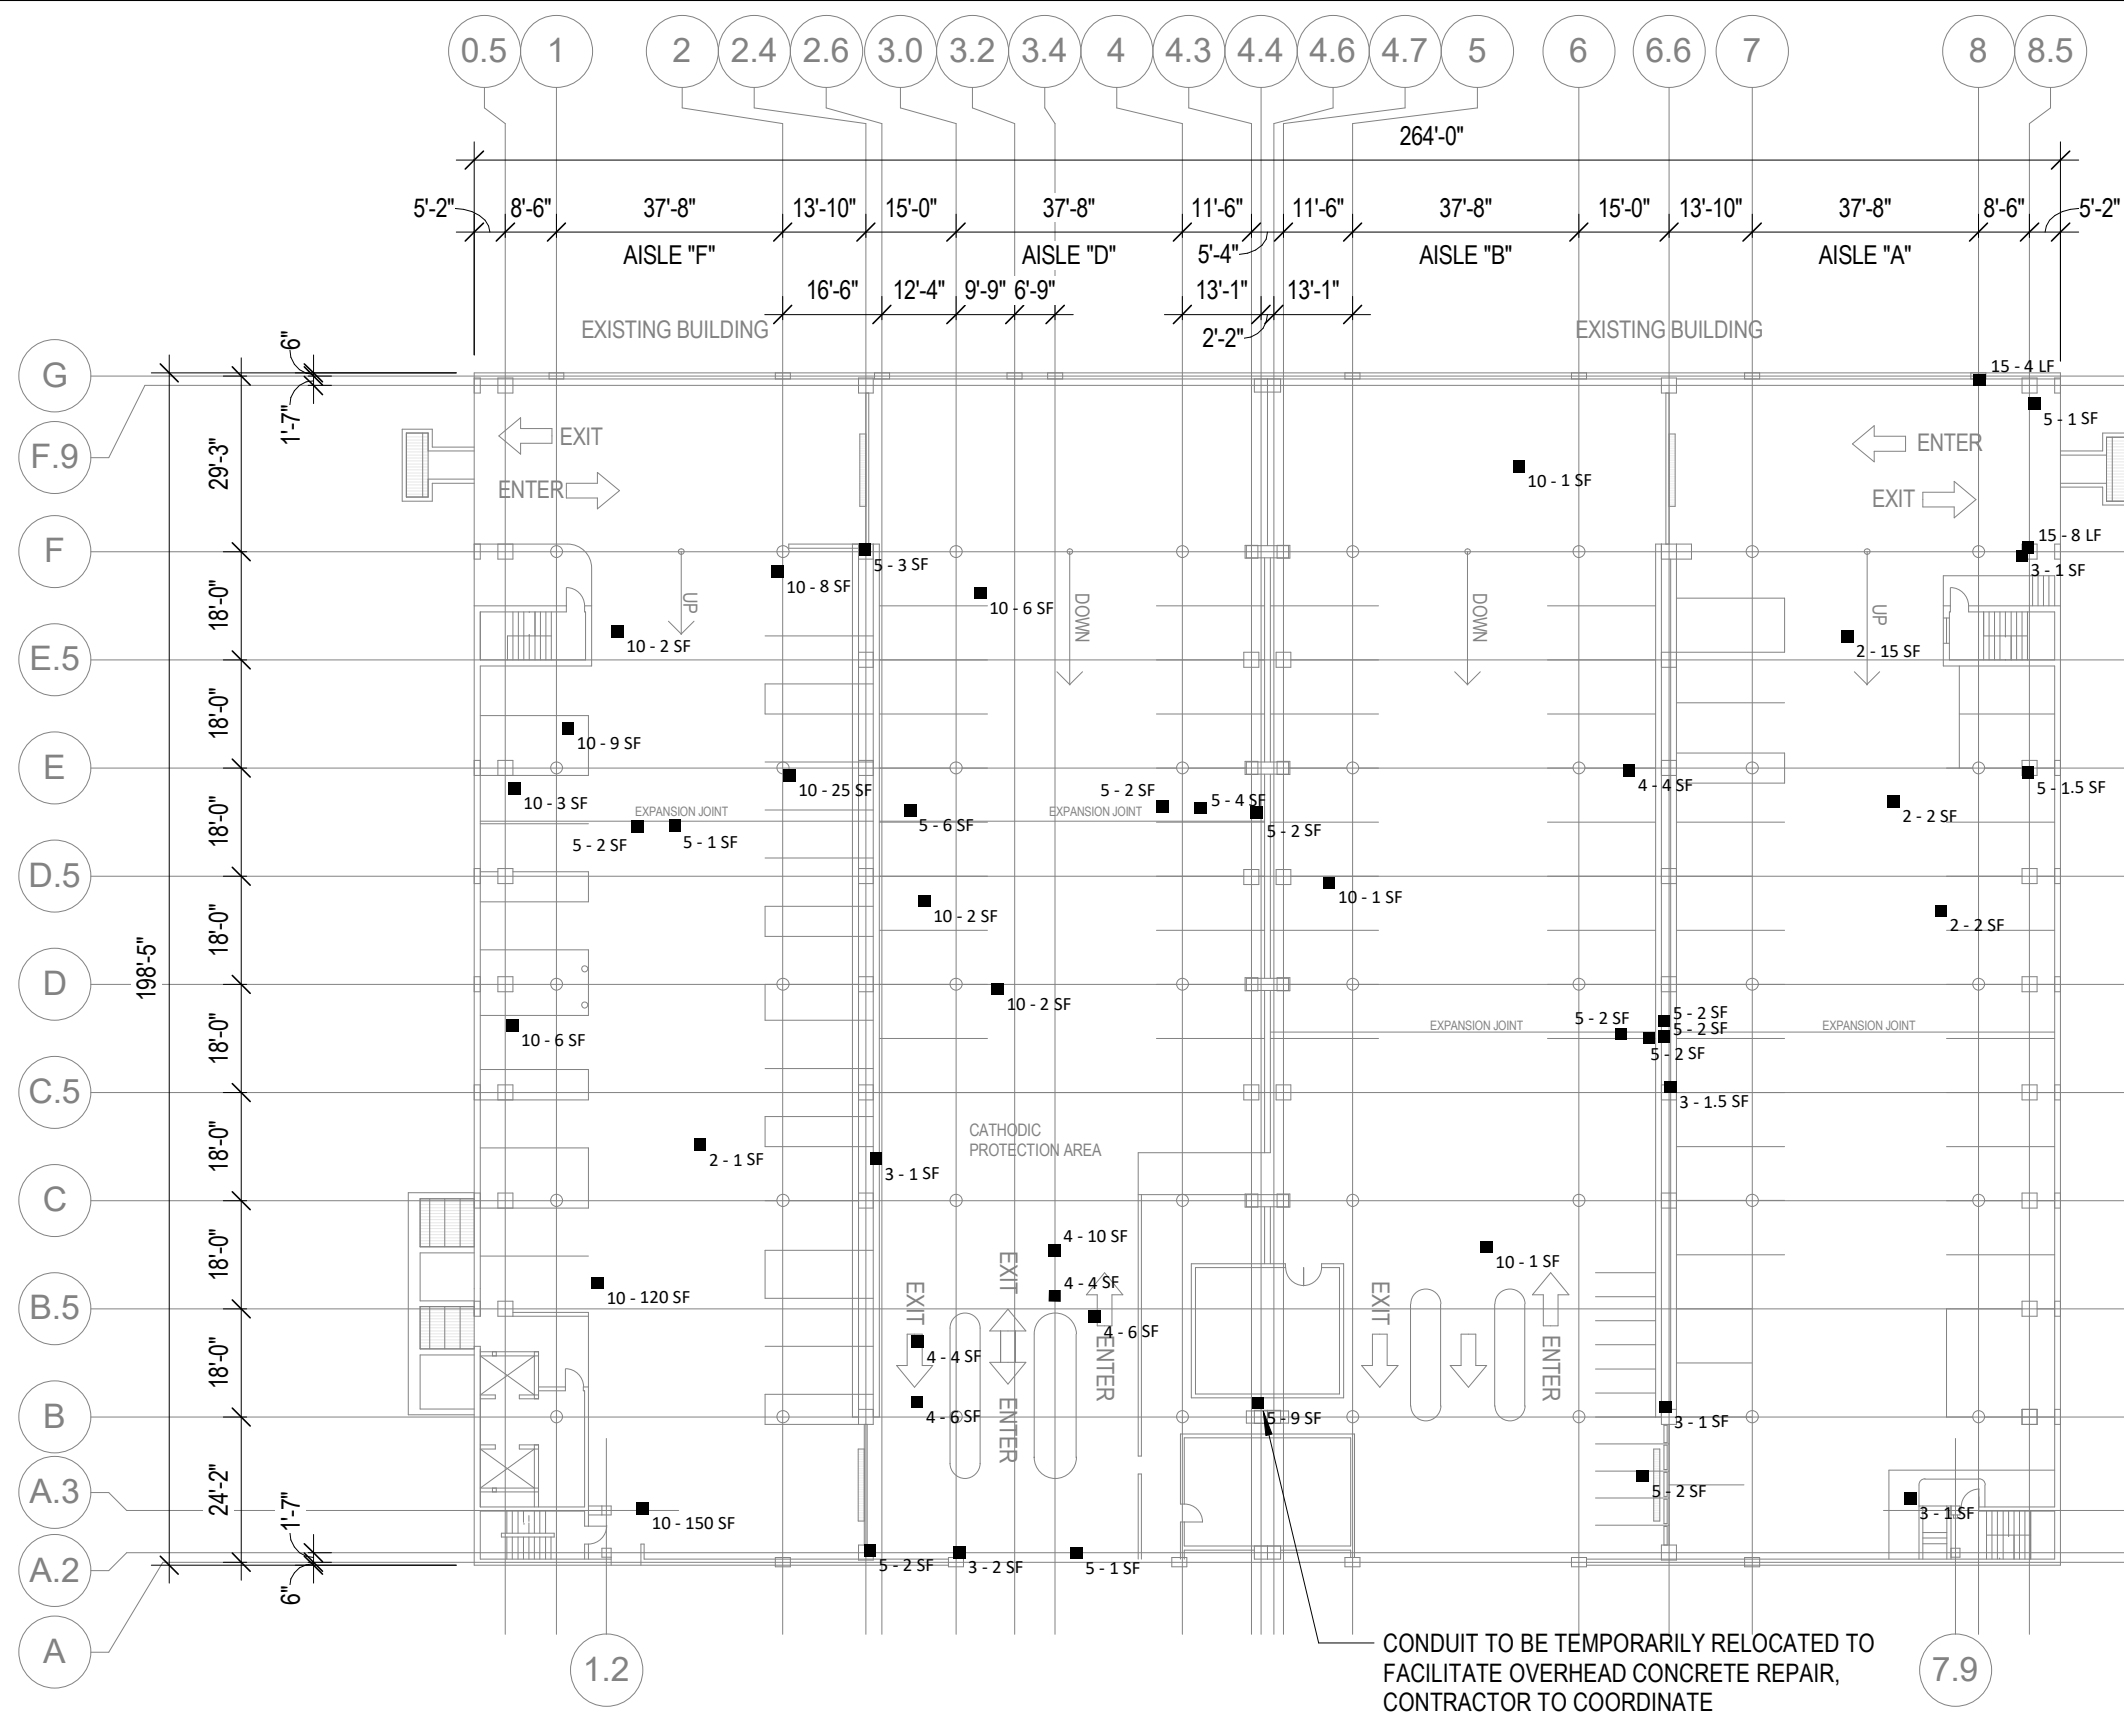 0.5 1 2 2.4 2.6 3.0 3.2 3.4 4 4.3 4.4 4.6 4.7 5 6 6.6 7 8 8.5
264'-0"
5'-2" 8'-6" 37'-8" 13'-10" 15'-0" 37'-8" 11'-6" 11'-6" 37'-8" 15'-0" 13'-10" 37'-8" 8'-6" 5'-2"
AISLE "F" AISLE "D" 5'-4" AISLE "B" AISLE "A"
16'-6" 12'-4" 9'-9" 6'-9" 13'-1" 13'-1"
EXISTING BUILDING 2'-2" EXISTING BUILDING
6"
G
15 - 4 LF
1'-7"
5 - 1 SF
EXIT ENTER
F.9
29'-3"
10 - 1 SF
ENTER EXIT
F
15 - 8 LF
5 - 3 SF
3 - 1 SF
10 - 8 SF
18'-0"
UP
10 - 6 SF
DOWN
DOWN
UP
10 - 2 SF
2 - 15 SF
E.5
18'-0"
10 - 9 SF
E
10 - 25 SF
4 - 4 SF
5 - 1.5 SF
10 - 3 SF
5 - 2 SF
5 - 4 SF
2 - 2 SF
EXPANSION JOINT EXPANSION JOINT
5 - 6 SF
5 - 2 SF
18'-0"
5 - 2 SF
5 - 1 SF
D.5
10 - 1 SF
10 - 2 SF
2 - 2 SF
18'-0"
198'-5"
D
10 - 2 SF
5 - 2 SF
5 - 2 SF
EXPANSION JOINT EXPANSION JOINT
5 - 2 SF
10 - 6 SF
18'-0"
5 - 2 SF
C.5
3 - 1.5 SF
CATHODIC
PROTECTION AREA
18'-0"
2 - 1 SF
3 - 1 SF
C
4 - 10 SF
18'-0"
10 - 1 SF
EXIT
4 - 4 SF
10 - 120 SF
EXIT
EXIT
B.5
4 - 6 SF
4 - 4 SF
ENTER
ENTER
18'-0"
B
4 - 6 SF
ENTER
5 - 9 SF
3 - 1 SF
A.3
24'-2"
1'-7"
5 - 2 SF
3 - 1 SF
10 - 150 SF
A.2
6"
5 - 2 SF
3 - 2 SF
5 - 1 SF
A
1.2
7.9
CONDUIT TO BE TEMPORARILY RELOCATED TO
FACILITATE OVERHEAD CONCRETE REPAIR,
CONTRACTOR TO COORDINATE